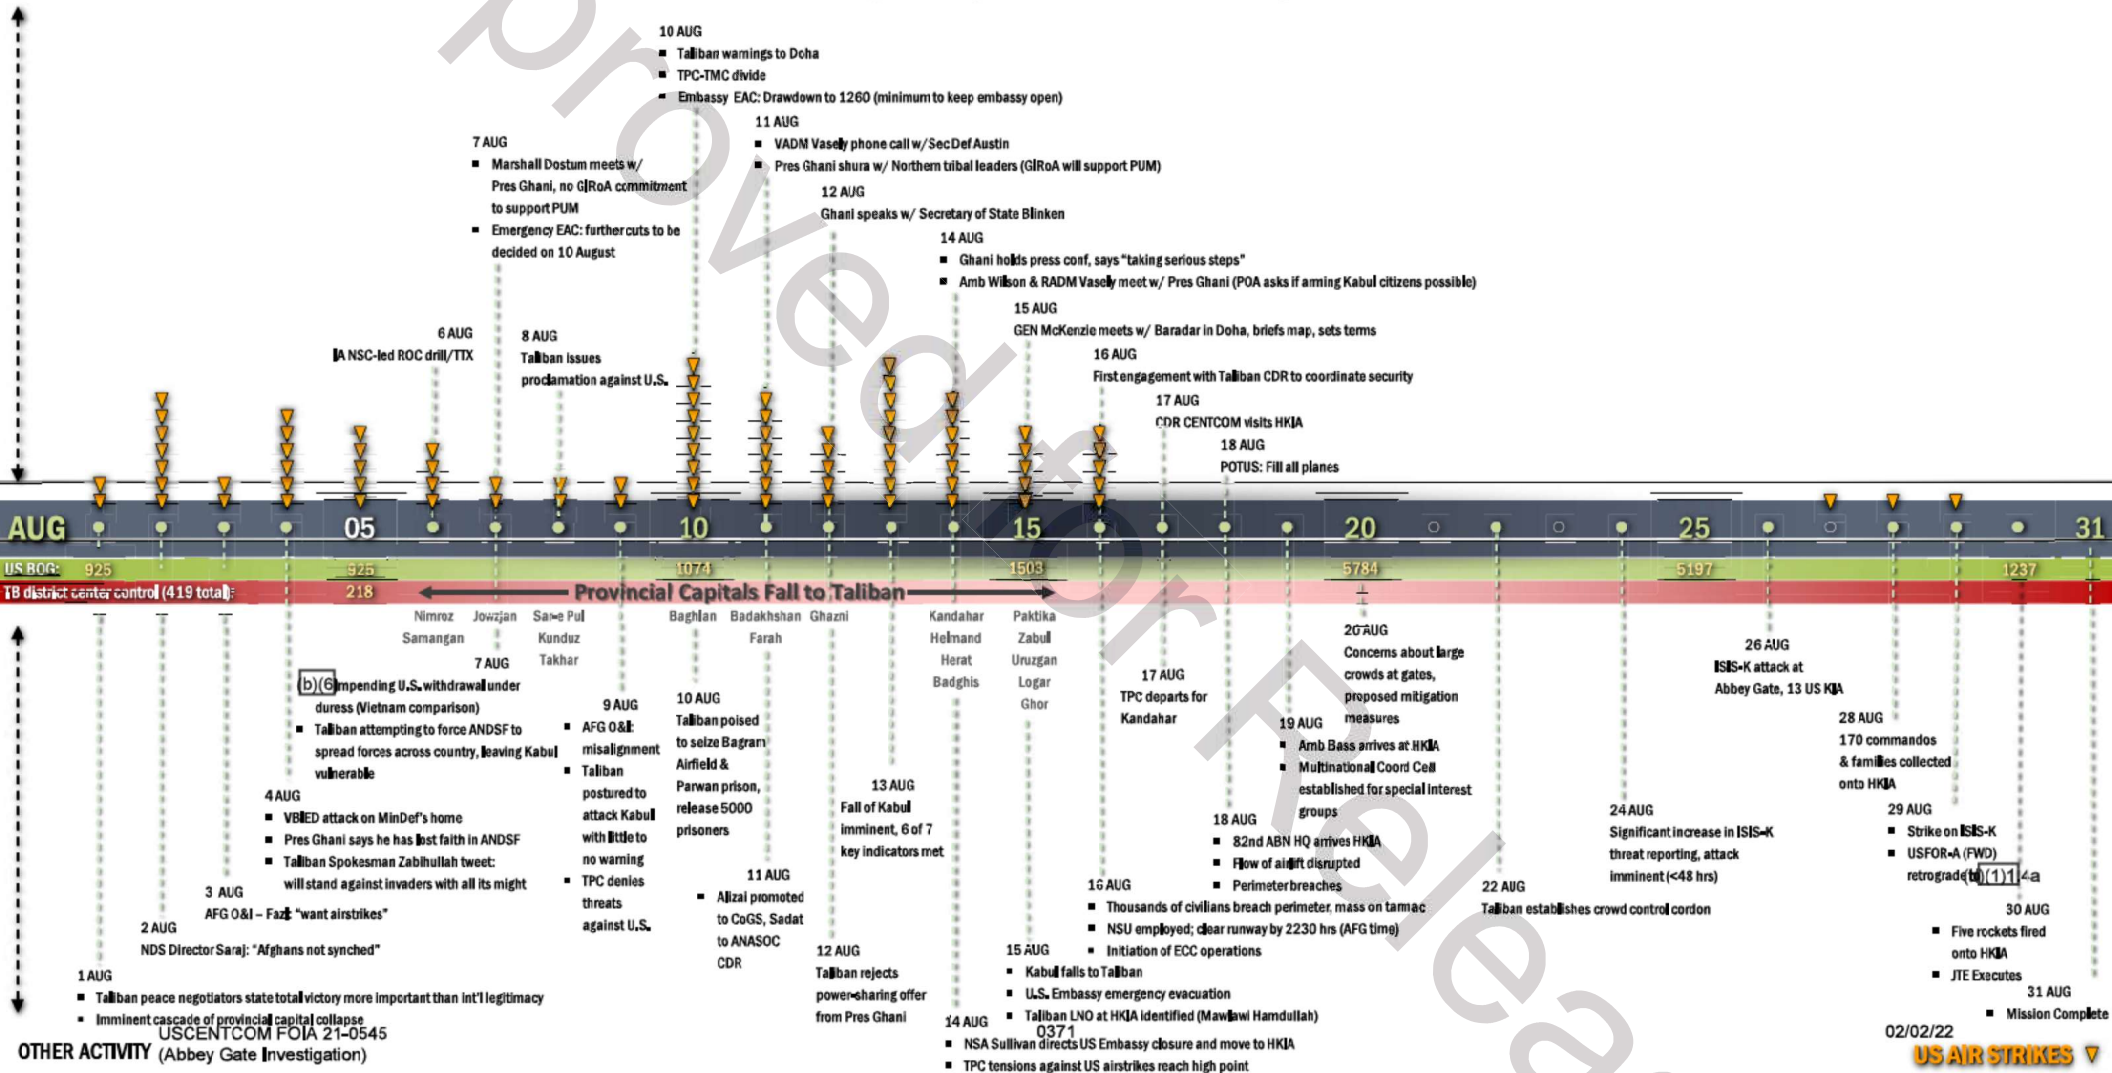 10 AUG
▪ Taliban warnings to Doha
▪ TPC-TMC divide
▪ Embassy EAC: Drawdown to 1260 (minimum to keep embassy open)
11 AUG
▪ VADM Vasely phone call w/SecDef Austin
▪ Pres Ghani shura w/ Northern tribal leaders (GIRoA will support PUM)
7 AUG
▪ Marshall Dostum meets w/
Pres Ghani, no GIRoA commitment
to support PUM
▪ Emergency EAC: further cuts to be
decided on 10 August
12 AUG
Ghani speaks w/ Secretary of State Blinken
14 AUG
▪ Ghani holds press conf, says "taking serious steps"
▪ Amb Wilson & RADM Vasely meet w/ Pres Ghani (POA asks if arming Kabul citizens possible)
15 AUG
GEN McKenzie meets w/ Baradar in Doha, briefs map, sets terms
6 AUG
IA NSC-led ROC drill/TTX
8 AUG
Taliban issues
proclamation against U.S.
16 AUG
First engagement with Taliban CDR to coordinate security
17 AUG
CDR CENTCOM visits HKIA
18 AUG
POTUS: Fill all planes
AUG 05 10 15 20 25 31
US BOG: 925 925 1074 1503 5784 5197 1237
TB district center control (419 total): 218
Provincial Capitals Fall to Taliban
Nimroz
Samangan
Jowzjan
Sar-e Pul
Kunduz
Takhar
Baghlan
Badakhshan
Farah
Ghazni
Kandahar
Helmand
Herat
Badghis
Paktika
Zabul
Uruzgan
Logar
Ghor
7 AUG
(b)(6) impending U.S. withdrawal under
duress (Vietnam comparison)
▪ Taliban attempting to force ANDSF to
spread forces across country, leaving Kabul
vulnerable
4 AUG
▪ VBIED attack on MinDef's home
▪ Pres Ghani says he has lost faith in ANDSF
▪ Taliban Spokesman Zabihullah tweet:
will stand against invaders with all its might
3 AUG
AFG O&I – Fazl: "want airstrikes"
2 AUG
NDS Director Saraj: "Afghans not synched"
1 AUG
▪ Taliban peace negotiators state total victory more important than int'l legitimacy
▪ Imminent cascade of provincial capital collapse
9 AUG
▪ AFG O&I:
misalignment
▪ Taliban
postured to
attack Kabul
with little to
no warning
▪ TPC denies
threats
against U.S.
10 AUG
Taliban poised
to seize Bagram
Airfield &
Parwan prison,
release 5000
prisoners
11 AUG
▪ Alizai promoted
to CoGS, Sadat
to ANASOC
CDR
13 AUG
Fall of Kabul
imminent, 6 of 7
key indicators met
12 AUG
Taliban rejects
power-sharing offer
from Pres Ghani
14 AUG
▪ NSA Sullivan directs US Embassy closure and move to HKIA
▪ TPC tensions against US airstrikes reach high point
15 AUG
▪ Kabul falls to Taliban
▪ U.S. Embassy emergency evacuation
▪ Taliban LNO at HKIA identified (Mawlawi Hamdullah)
16 AUG
▪ Thousands of civilians breach perimeter, mass on tarmac
▪ NSU employed; clear runway by 2230 hrs (AFG time)
▪ Initiation of ECC operations
17 AUG
TPC departs for
Kandahar
18 AUG
▪ 82nd ABN HQ arrives HKIA
▪ Flow of airlift disrupted
▪ Perimeter breaches
19 AUG
▪ Amb Bass arrives at HKIA
▪ Multinational Coord Cell
established for special interest
groups
20 AUG
Concerns about large
crowds at gates,
proposed mitigation
measures
22 AUG
Taliban establishes crowd control cordon
24 AUG
Significant increase in ISIS-K
threat reporting, attack
imminent (<48 hrs)
26 AUG
ISIS-K attack at
Abbey Gate, 13 US KIA
28 AUG
170 commandos
& families collected
onto HKIA
29 AUG
▪ Strike on ISIS-K
▪ USFOR-A (FWD)
retrograde to (b)(1)1.4a
30 AUG
▪ Five rockets fired
onto HKIA
▪ JTE Executes
31 AUG
▪ Mission Complete
USCENTCOM FOIA 21-0545
(Abbey Gate Investigation)
OTHER ACTIVITY
0371
02/02/22
US AIR STRIKES
proved for Relea